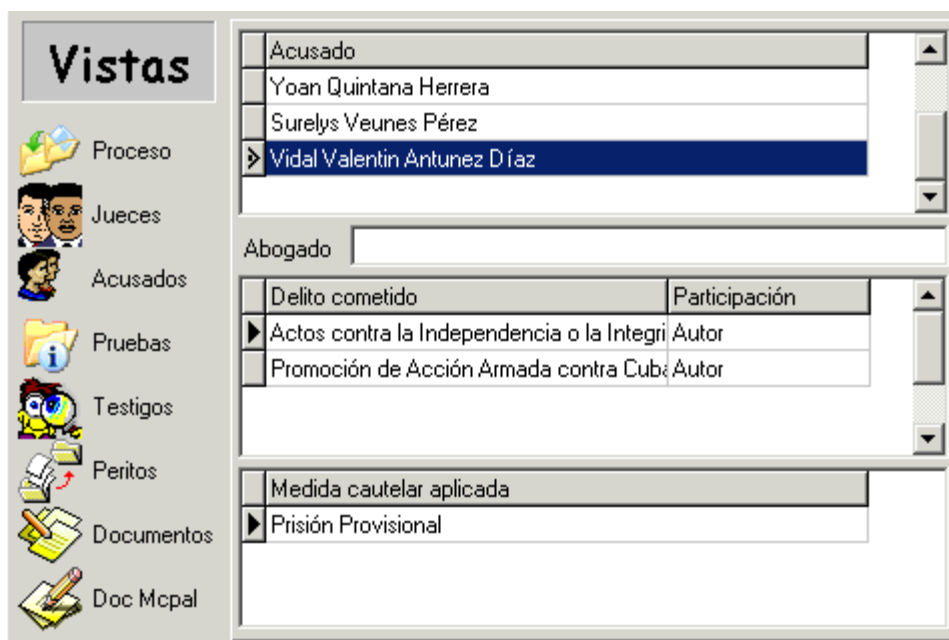 Vistas
Proceso
Jueces
Acusados
Pruebas
Testigos
Peritos
Documentos
Doc Mcpal
Acusado
Yoan Quintana Herrera
Surelys Veunes Pérez
Vidal Valentin Antunez Díaz
Abogado
Delito cometido Participación
Actos contra la Independencia o la Integri Autor
Promoción de Acción Armada contra Cuba Autor
Medida cautelar aplicada
Prisión Provisional